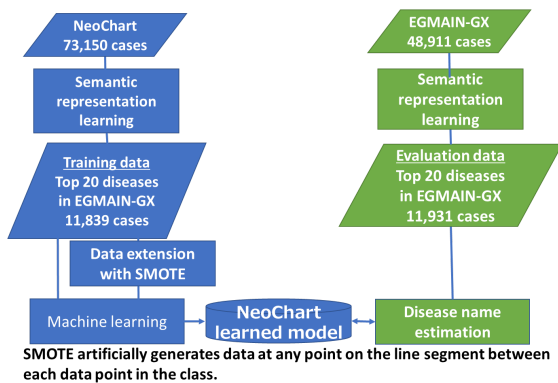 NeoChart
73,150 cases
Semantic
representation
learning
Training data
Top 20 diseases
in EGMAIN-GX
11,839 cases
Data extension
with SMOTE
Machine learning
NeoChart
learned model
EGMAIN-GX
48,911 cases
Semantic
representation
learning
Evaluation data
Top 20 diseases
in EGMAIN-GX
11,931 cases
Disease name
estimation
SMOTE artificially generates data at any point on the line segment between
each data point in the class.